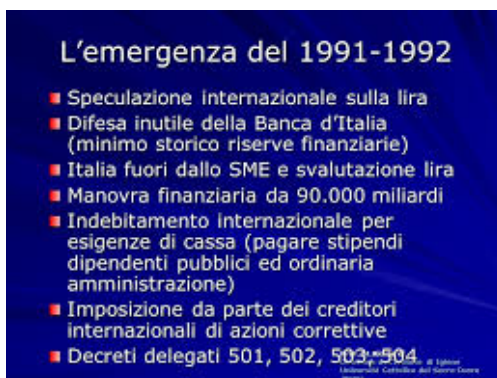 L'emergenza del 1991-1992
Speculazione internazionale sulla lira
Difesa inutile della Banca d'Italia
(minimo storico riserve finanziarie)
Italia fuori dallo SME e svalutazione lira
Manovra finanziaria da 90.000 miliardi
Indebitamento internazionale per
esigenze di cassa (pagare stipendi
dipendenti pubblici ed ordinaria
amministrazione)
Imposizione da parte dei creditori
internazionali di azioni correttive
Decreti delegati 501, 502, 503, 504
di Igiene
Università Cattolica del Sacro Cuore